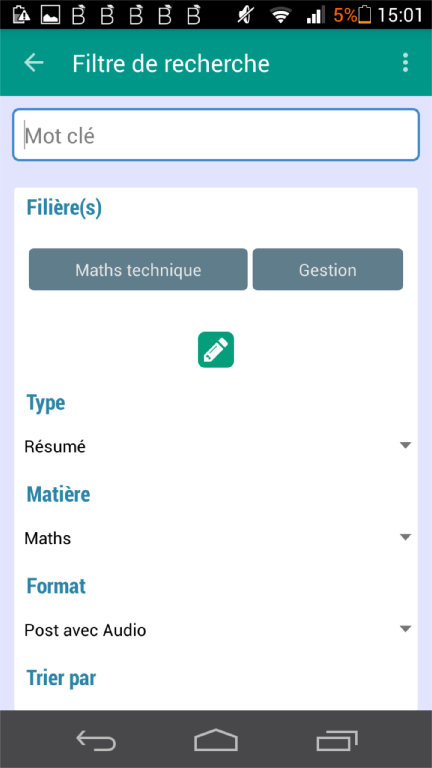 5% 15:01
Filtre de recherche
Mot clé
Filière(s)
Maths technique Gestion
Type
Résumé
Matière
Maths
Format
Post avec Audio
Trier par